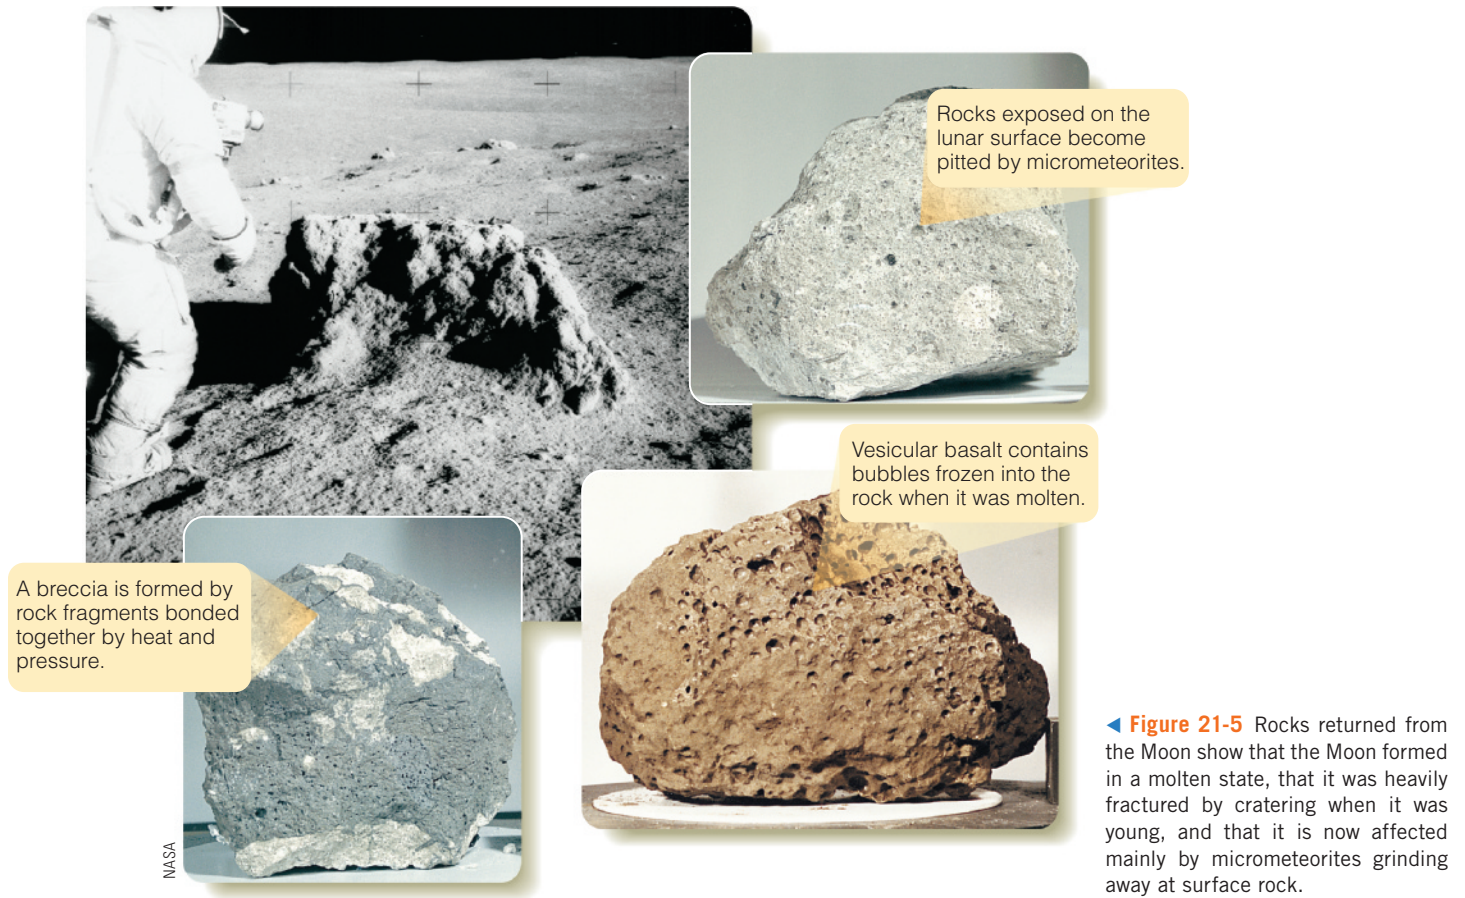 Rocks exposed on the
lunar surface become
pitted by micrometeorites.
Vesicular basalt contains
bubbles frozen into the
rock when it was molten.
A breccia is formed by
rock fragments bonded
together by heat and
pressure.
NASA
◀ Figure 21-5 Rocks returned from
the Moon show that the Moon formed
in a molten state, that it was heavily
fractured by cratering when it was
young, and that it is now affected
mainly by micrometeorites grinding
away at surface rock.